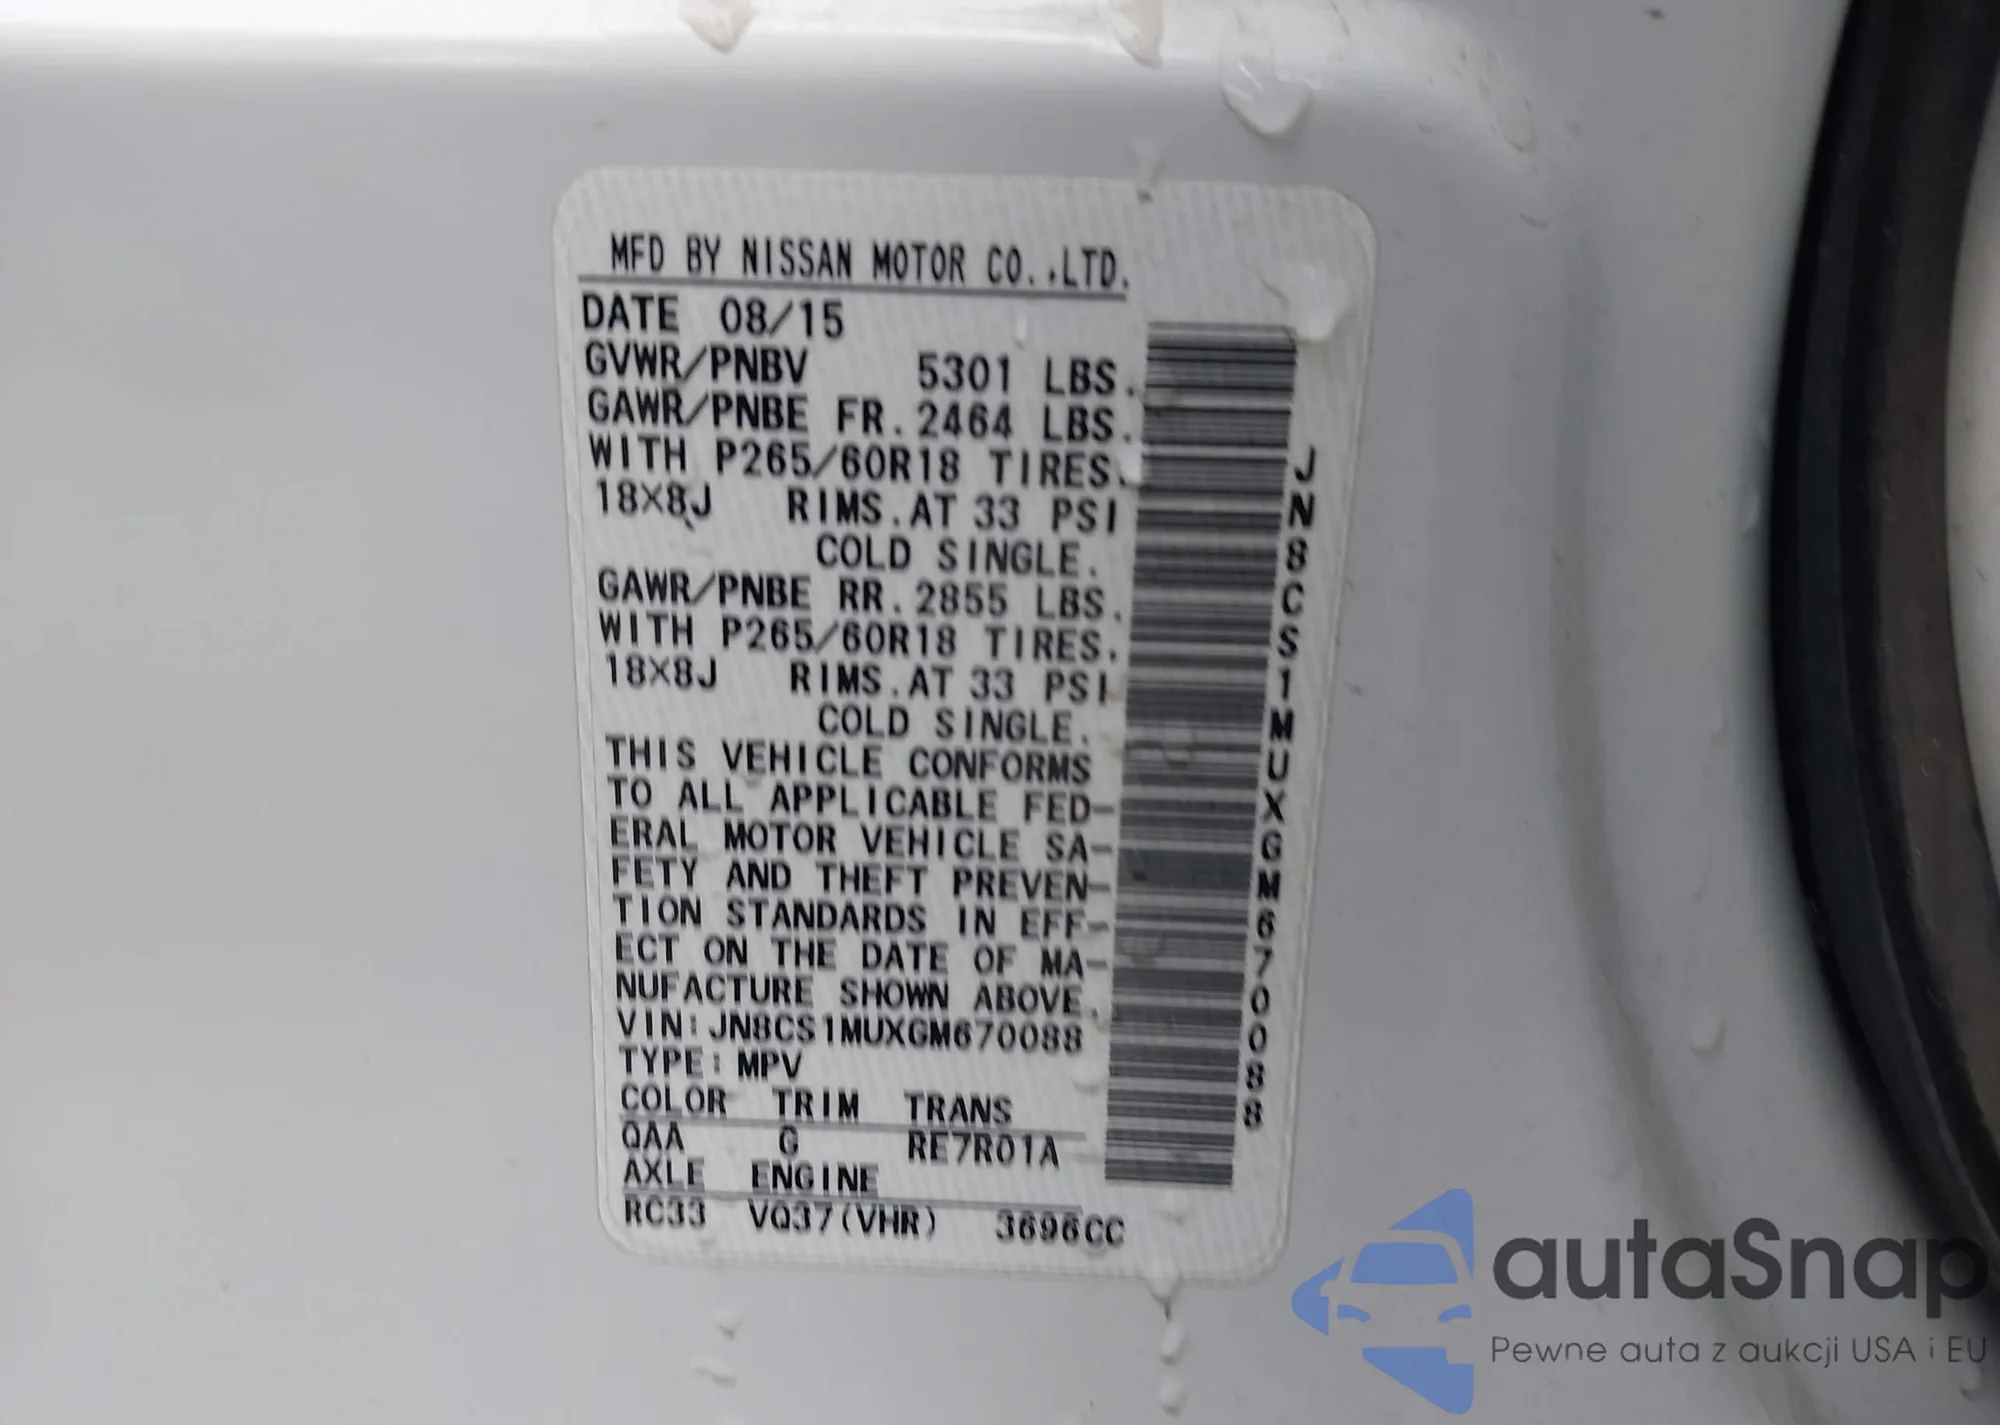 MFD BY NISSAN MOTOR CO.,LTD.
DATE 08/15
GVWR/PNBV 5301 LBS.
GAWR/PNBE FR.2464 LBS.
WITH P265/60R18 TIRES.
18X8J RIMS.AT 33 PSI
COLD SINGLE.
GAWR/PNBE RR.2855 LBS.
WITH P265/60R18 TIRES.
18X8J RIMS.AT 33 PSI
COLD SINGLE.
THIS VEHICLE CONFORMS
TO ALL APPLICABLE FED-
ERAL MOTOR VEHICLE SA-
FETY AND THEFT PREVEN-
TION STANDARDS IN EFF-
ECT ON THE DATE OF MA-
NUFACTURE SHOWN ABOVE.
VIN:JN8CS1MUXGM670088
TYPE:MPV
COLOR TRIM TRANS
QAA G RE7R01A
AXLE ENGINE
RC33 VQ37(VHR) 3696CC
JN8CS1MUXGM670088
autaSnap
Pewne auta z aukcji USA i EU